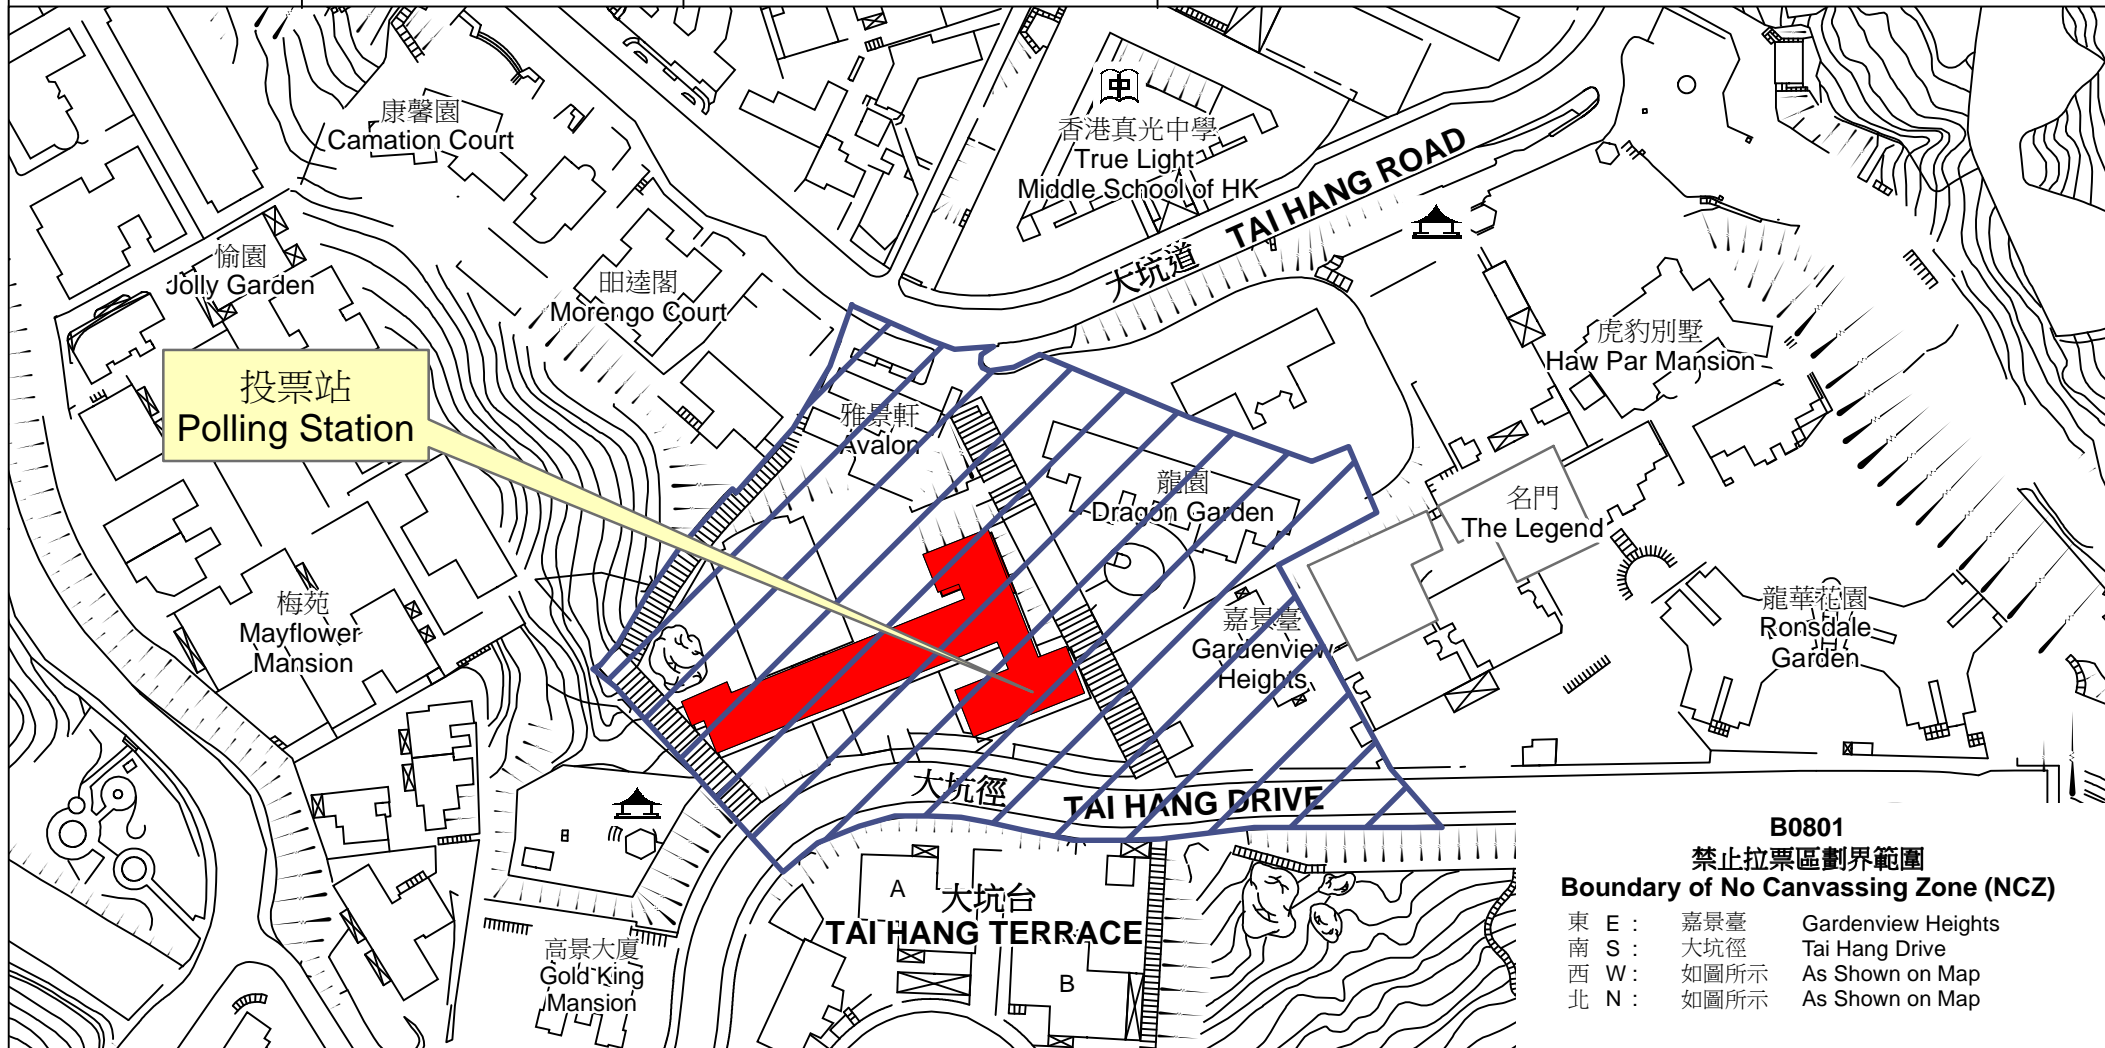 康馨園
Camation Court
香港真光中學
True Light
Middle School of HK
大坑道 TAI HANG ROAD
愉園
Jolly Garden
昍逵閣
Morengo Court
虎豹別墅
Haw Par Mansion
投票站
Polling Station
雅景軒
Avalon
龍園
Dragon Garden
名門
The Legend
梅苑
Mayflower
Mansion
嘉景臺
Gardenview
Heights
龍華花園
Ronsdale
Garden
大坑徑 TAI HANG DRIVE
A
大坑台
TAI HANG TERRACE
B
高景大廈
Gold King
Mansion
B0801
禁止拉票區劃界範圍
Boundary of No Canvassing Zone (NCZ)
東 E : 嘉景臺 Gardenview Heights
南 S : 大坑徑 Tai Hang Drive
西 W : 如圖所示 As Shown on Map
北 N : 如圖所示 As Shown on Map